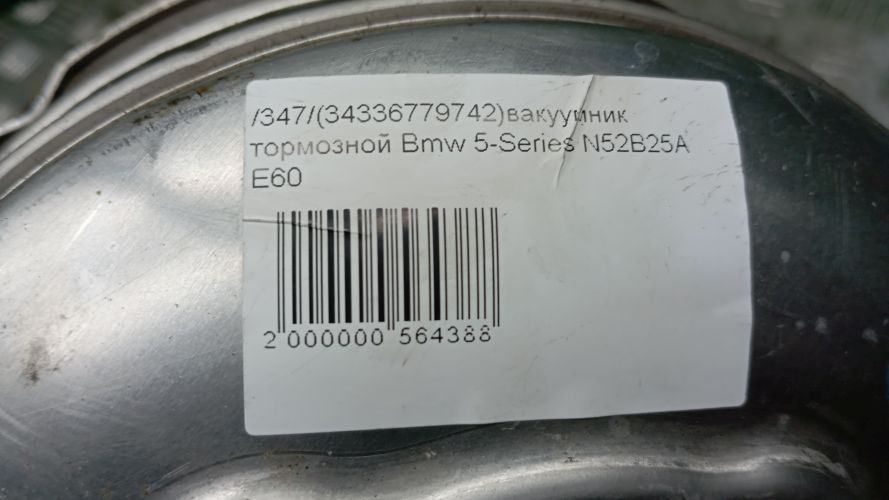 /347/(34336779742)вакуумник
тормозной Bmw 5-Series N52B25A
E60
2 000000 564388